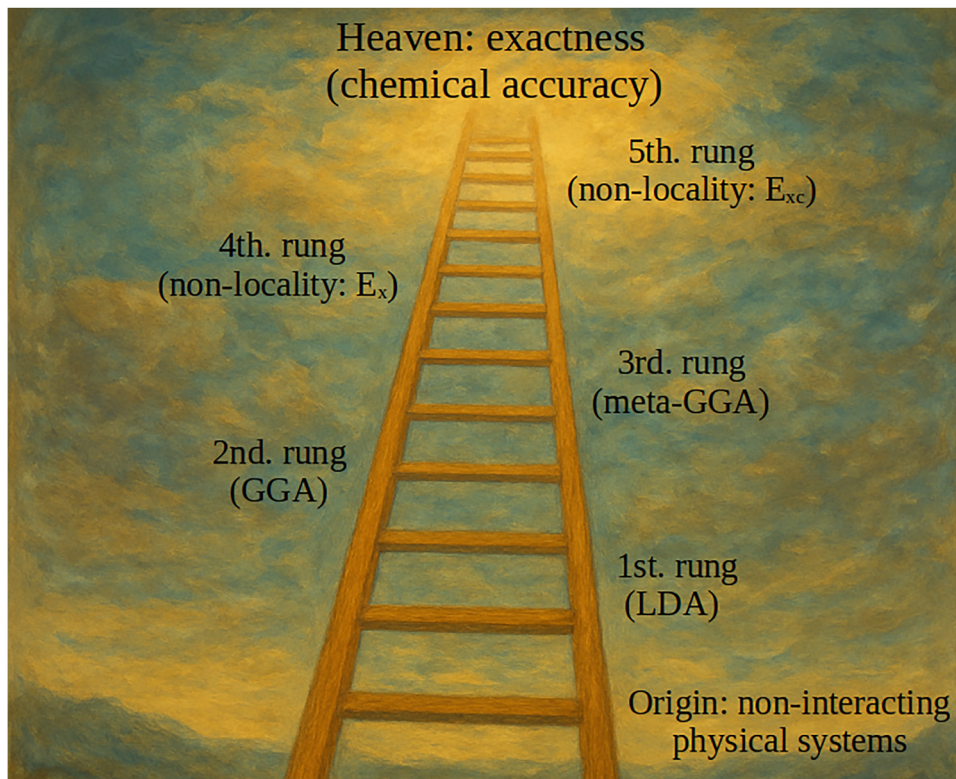 Heaven: exactness
(chemical accuracy)
5th. rung
(non-locality: Exc)
4th. rung
(non-locality: Ex)
3rd. rung
(meta-GGA)
2nd. rung
(GGA)
1st. rung
(LDA)
Origin: non-interacting
physical systems